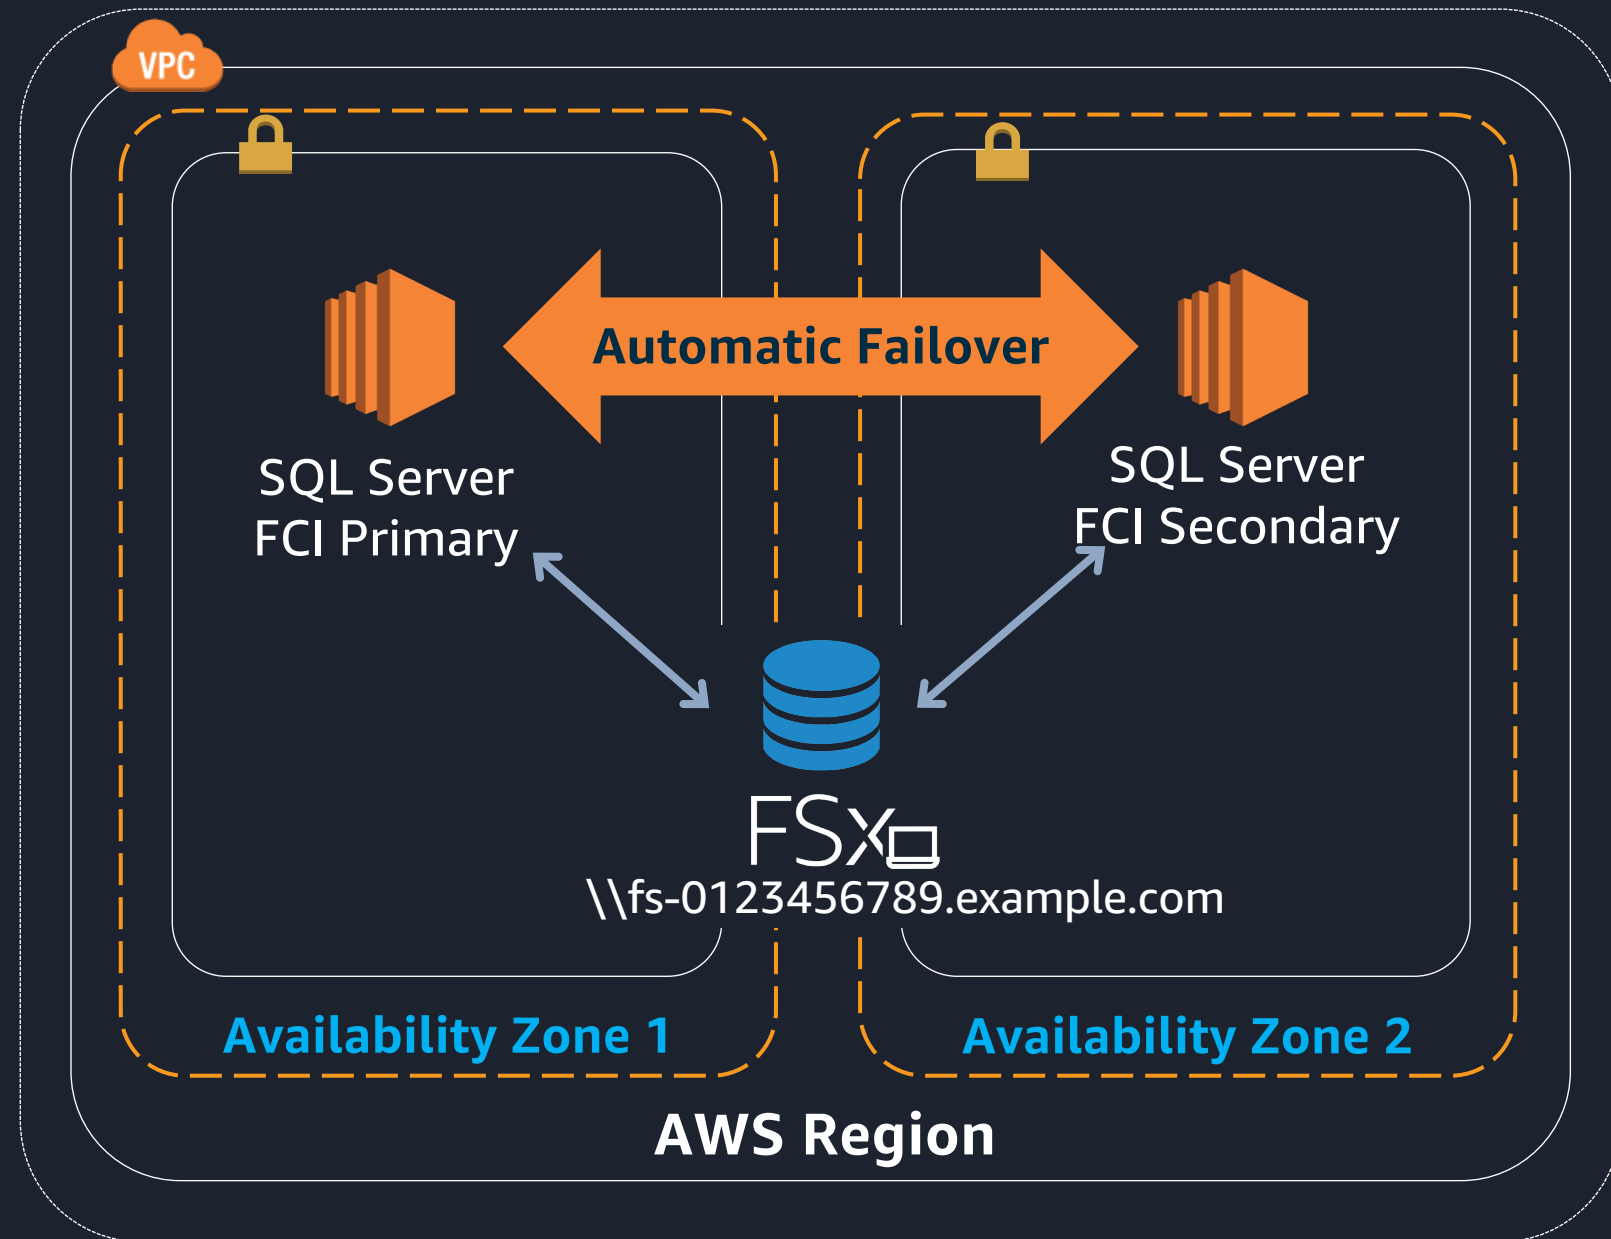 VPC
Automatic Failover
SQL Server
FCI Primary
SQL Server
FCI Secondary
FSx
\\fs-0123456789.example.com
Availability Zone 1
Availability Zone 2
AWS Region